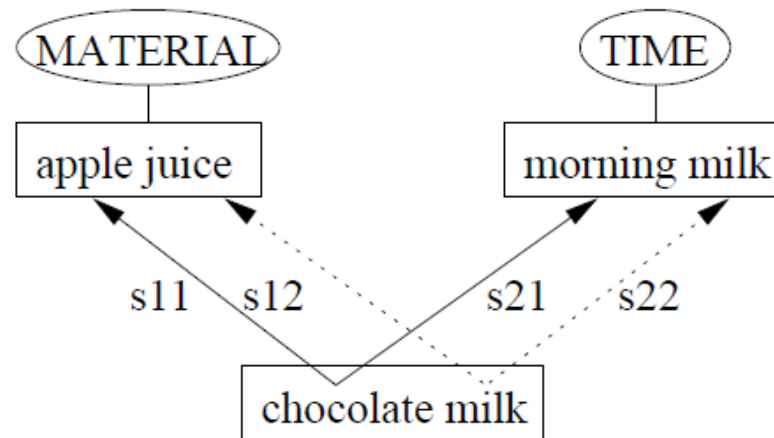 MATERIAL
TIME
apple juice
morning milk
s11
s12
s21
s22
chocolate milk